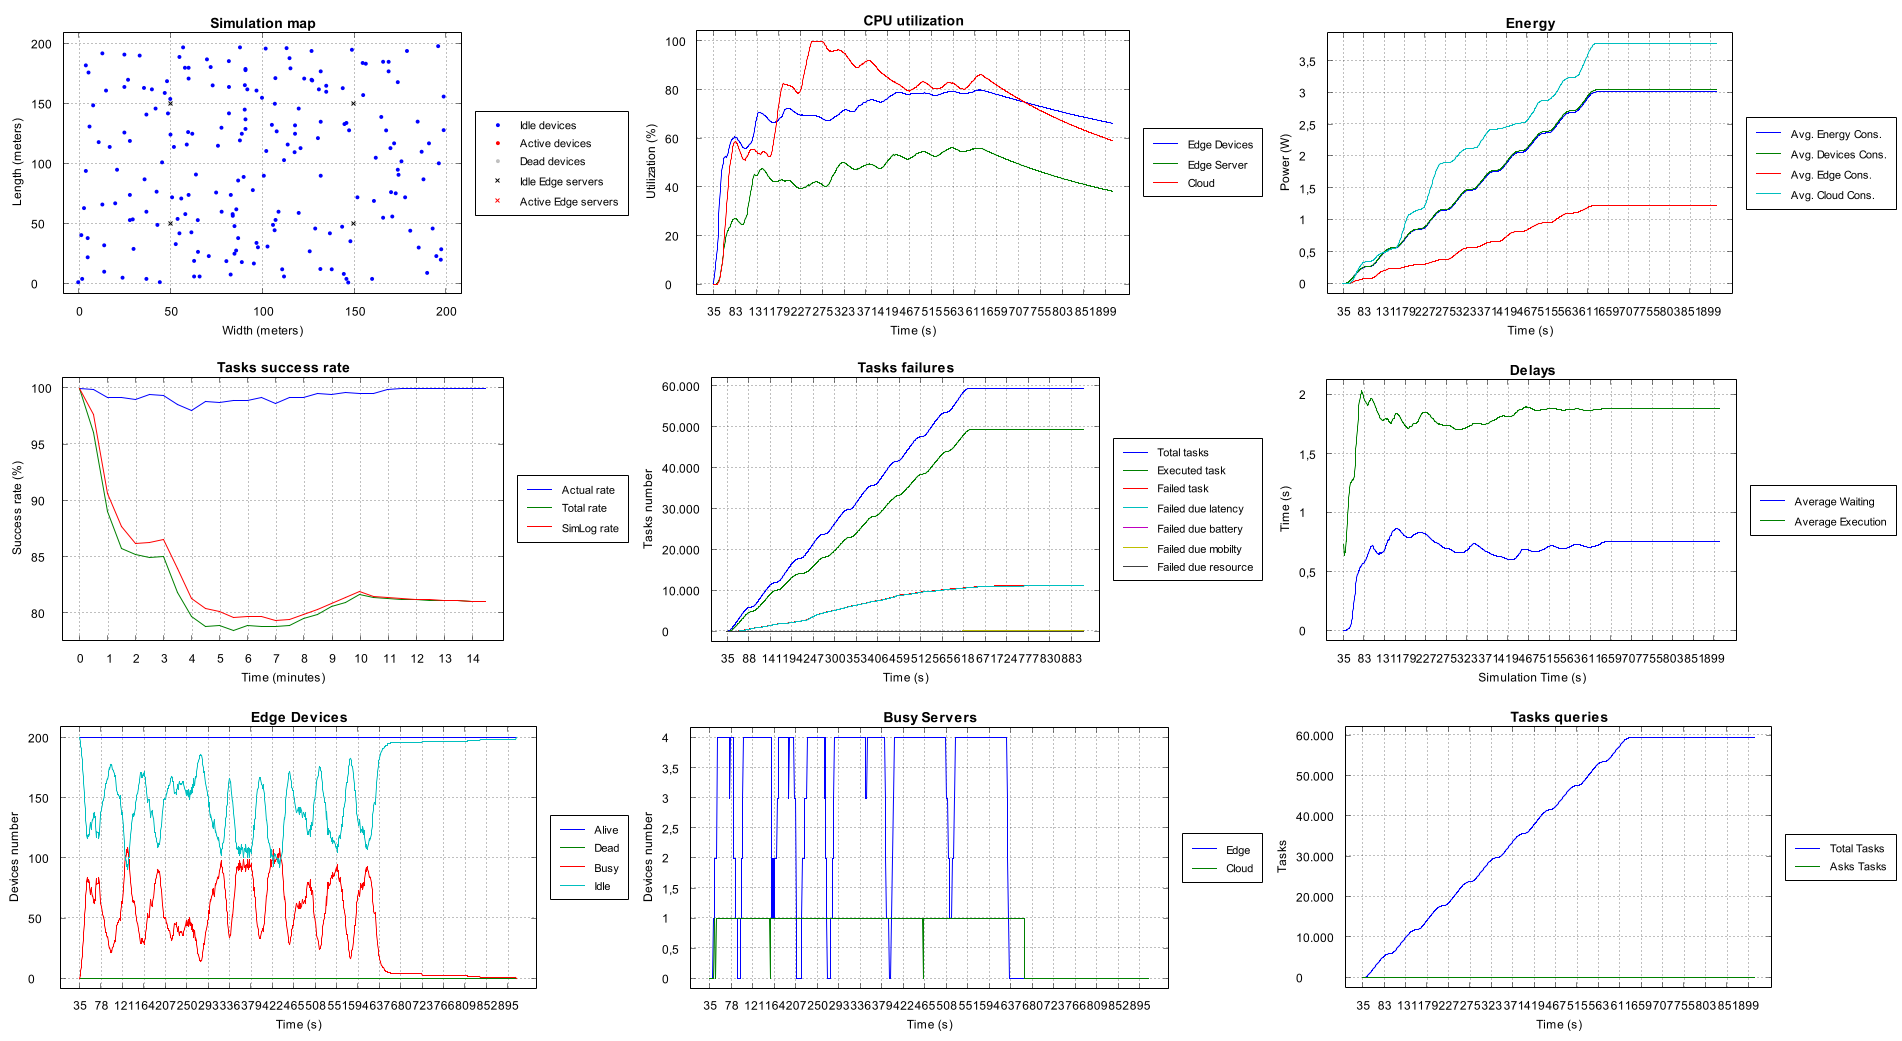 Simulation map
200
150
100
50
0
0 50 100 150 200
Length (meters)
Width (meters)
Idle devices
Active devices
Dead devices
Idle Edge servers
Active Edge servers
CPU utilization
100
80
60
40
20
0
Utilization (%)
Time (s)
Edge Devices
Edge Server
Cloud
Energy
3,5
3
2,5
2
1,5
1
0,5
0
Power (W)
Time (s)
Avg. Energy Cons.
Avg. Devices Cons.
Avg. Edge Cons.
Avg. Cloud Cons.
Tasks success rate
100
95
90
85
80
0 1 2 3 4 5 6 7 8 9 10 11 12 13 14
Success rate (%)
Time (minutes)
Actual rate
Total rate
SimLog rate
Tasks failures
60.000
50.000
40.000
30.000
20.000
10.000
0
Tasks number
Time (s)
Total tasks
Executed task
Failed task
Failed due latency
Failed due battery
Failed due mobilty
Failed due resource
Delays
2
1,5
1
0,5
0
Time (s)
Simulation Time (s)
Average Waiting
Average Execution
Edge Devices
200
150
100
50
0
Devices number
Time (s)
Alive
Dead
Busy
Idle
Busy Servers
4
3,5
3
2,5
2
1,5
1
0,5
0
Devices number
Time (s)
Edge
Cloud
Tasks queries
60.000
50.000
40.000
30.000
20.000
10.000
0
Tasks
Time (s)
Total Tasks
Asks Tasks